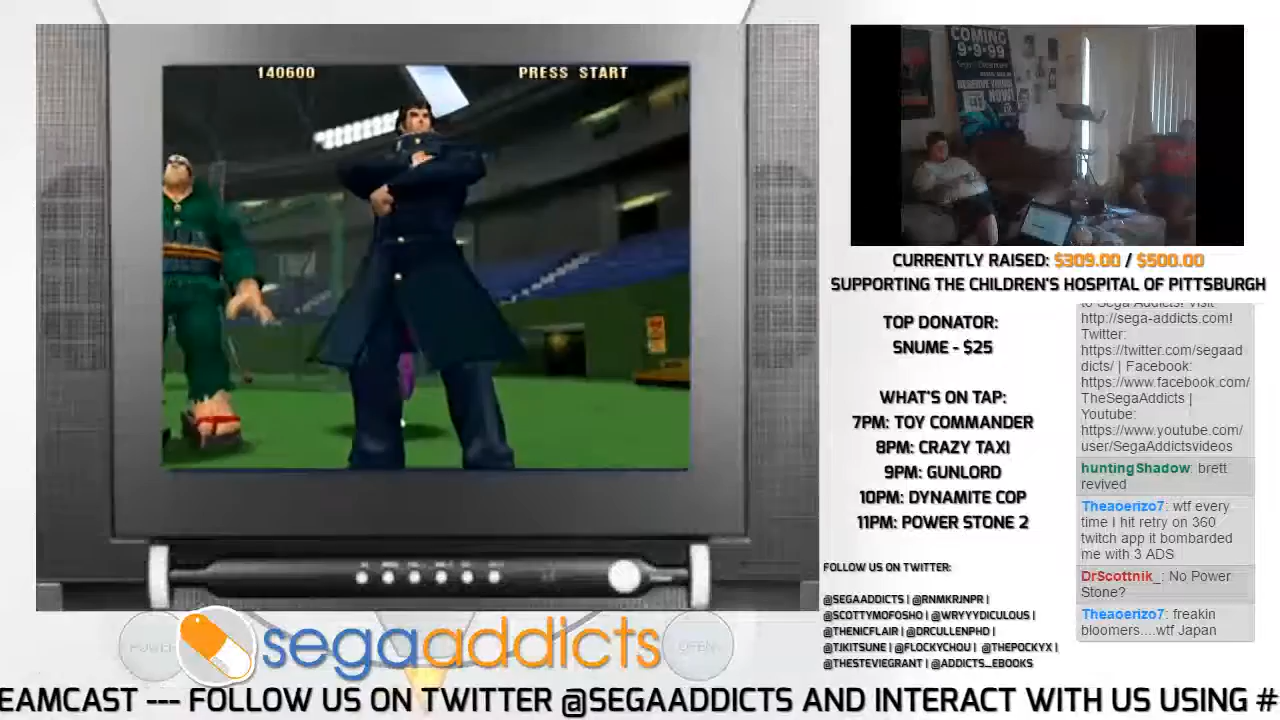 140600
PRESS START
COMING
9-9-99
CURRENTLY RAISED: $309.00 / $500.00
SUPPORTING THE CHILDREN'S HOSPITAL OF PITTSBURGH
TOP DONATOR:
SNUME - $25
WHAT'S ON TAP:
7PM: TOY COMMANDER
8PM: CRAZY TAXI
9PM: GUNLORD
10PM: DYNAMITE COP
11PM: POWER STONE 2
FOLLOW US ON TWITTER:
@SEGAADDICTS | @RNMKRJNPR |
@SCOTTYMOFOSHO | @WRYYYDICULOUS |
@THENICFLAIR | @DRCULLENPHD |
@TJKITSUNE | @FLOCKYCHOU | @THEPOCKYX |
@THESTEVIEGRANT | @ADDICTS_EBOOKS
to Sega Addicts! Visit
http://sega-addicts.com!
Twitter:
https://twitter.com/segaad
dicts/ | Facebook:
https://www.facebook.com/
TheSegaAddicts |
Youtube:
https://www.youtube.com/
user/SegaAddictsvideos
huntingShadow: brett
revived
Theaoerizo7: wtf every
time I hit retry on 360
twitch app it bombarded
me with 3 ADS
DrScottnik_: No Power
Stone?
Theaoerizo7: freakin
bloomers....wtf Japan
POWER
segaaddicts
OPEN
EAMCAST --- FOLLOW US ON TWITTER @SEGAADDICTS AND INTERACT WITH US USING #